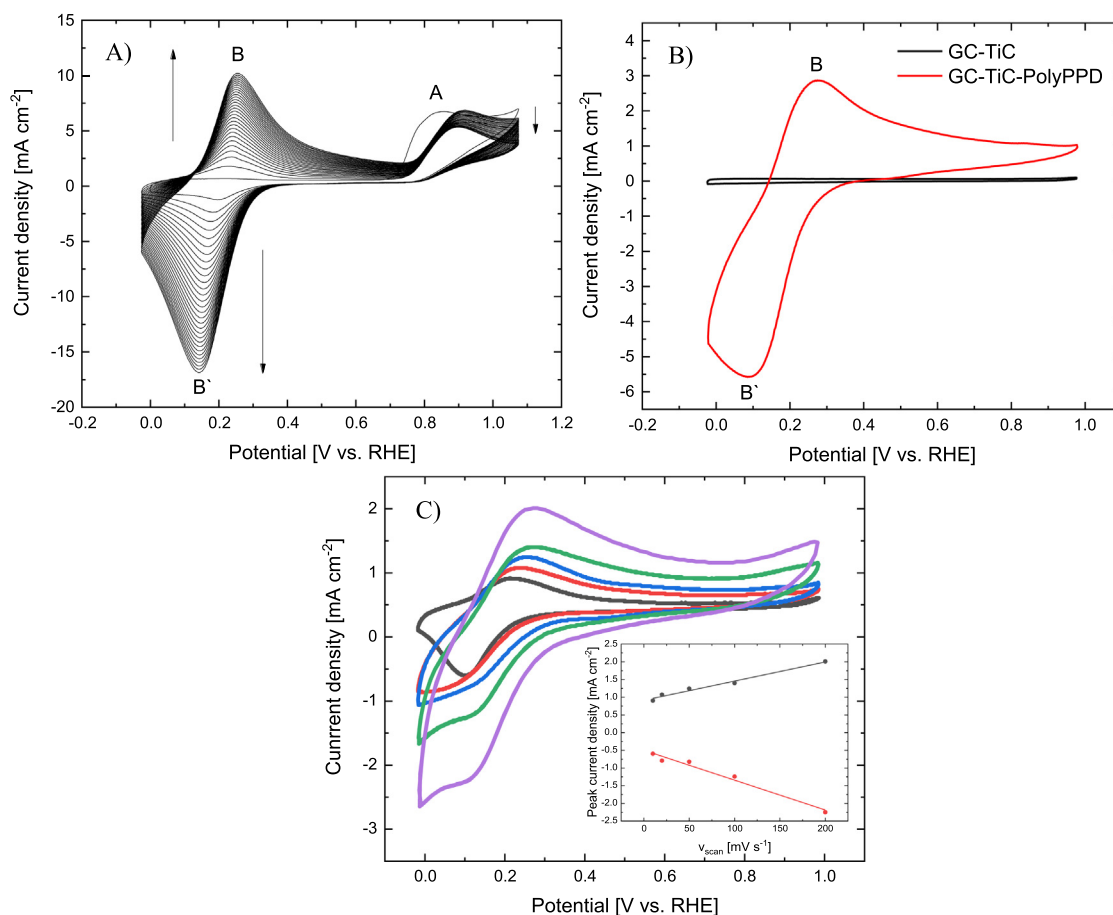 A)
B
A
B`
15
10
5
0
-5
-10
-15
-20
-0.2 0.0 0.2 0.4 0.6 0.8 1.0 1.2
Current density [mA cm-2]
Potential [V vs. RHE]
B)
GC-TiC
GC-TiC-PolyPPD
B
B`
4
3
2
1
0
-1
-2
-3
-4
-5
-6
-0.2 0.0 0.2 0.4 0.6 0.8 1.0
Current density [mA cm-2]
Potential [V vs. RHE]
C)
2
1
0
-1
-2
-3
0.0 0.2 0.4 0.6 0.8 1.0
Cunrrent density [mA cm-2]
Potential [V vs. RHE]
2.5
2.0
1.5
1.0
0.5
0.0
-0.5
-1.0
-1.5
-2.0
-2.5
0 50 100 150 200
Peak current density [mA cm-2]
vscan [mV s-1]